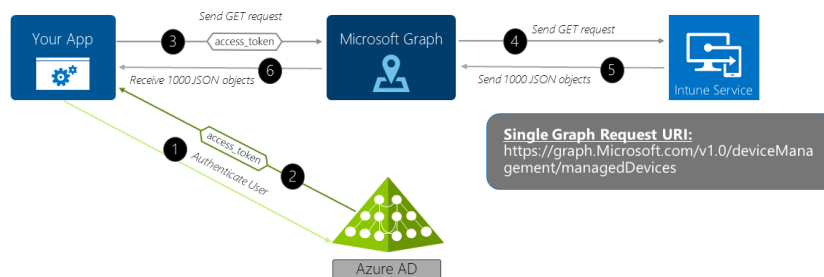 Send GET request
Your App
3
access_token
Microsoft Graph
4
Send GET request
6
Receive 1000 JSON objects
5
Send 1000 JSON objects
Intune Service
1
Authenticate User
access_token
2
Single Graph Request URI:
https://graph.Microsoft.com/v1.0/deviceMana
gement/managedDevices
Azure AD